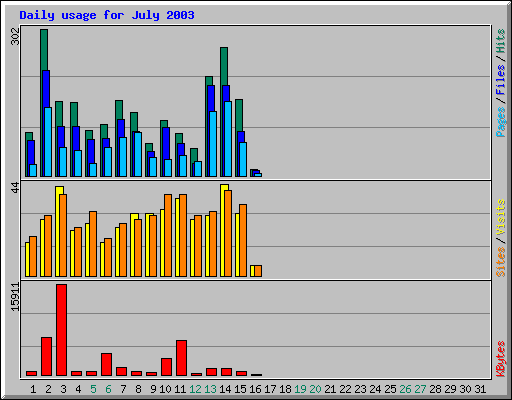 Daily usage for July 2003
302
Pages / Files / Hits
44
Sites / Visits
15911
KBytes
1 2 3 4 5 6 7 8 9 10 11 12 13 14 15 16 17 18 19 20 21 22 23 24 25 26 27 28 29 30 31